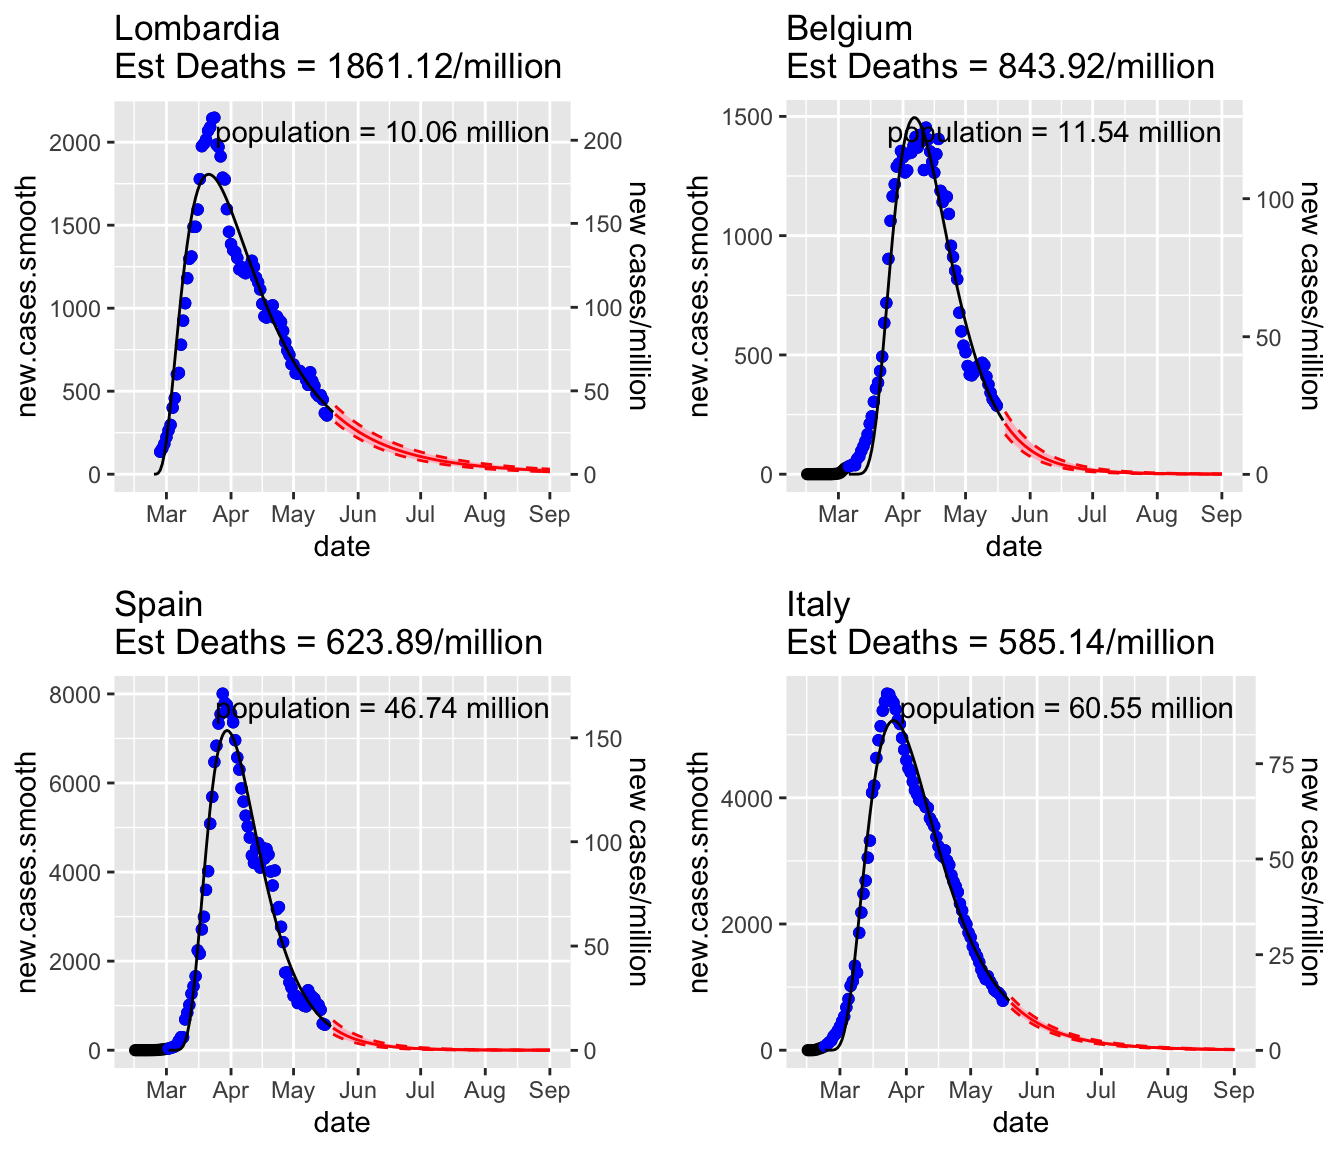 Lombardia
Est Deaths = 1861.12/million
population = 10.06 million
2000
1500
1000
500
0
200
150
100
50
0
new.cases.smooth
new cases/million
Mar Apr May Jun Jul Aug Sep
date
Belgium
Est Deaths = 843.92/million
population = 11.54 million
1500
1000
500
0
100
50
0
new.cases.smooth
new cases/million
Mar Apr May Jun Jul Aug Sep
date
Spain
Est Deaths = 623.89/million
population = 46.74 million
8000
6000
4000
2000
0
150
100
50
0
new.cases.smooth
new cases/million
Mar Apr May Jun Jul Aug Sep
date
Italy
Est Deaths = 585.14/million
population = 60.55 million
4000
2000
0
75
50
25
0
new.cases.smooth
new cases/million
Mar Apr May Jun Jul Aug Sep
date